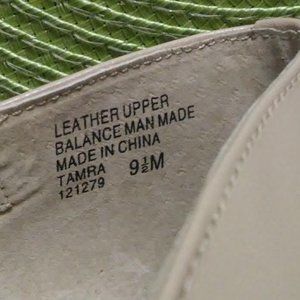 LEATHER UPPER
BALANCE MAN MADE
MADE IN CHINA
TAMRA 9½M
121279